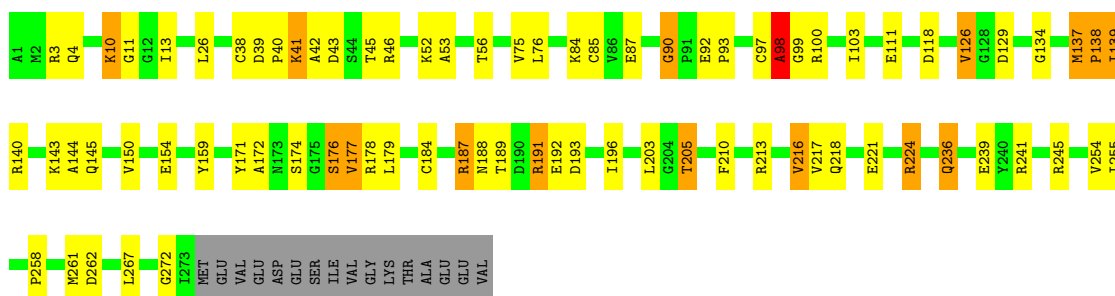 A1 M2 R3 Q4 K10 G11 G12 I13 L26 C38 D39 P40 K41 A42 D43 S44 T45 R46 K52 A53 T56 V75 L76 K84 C85 V86 E87 G90 P91 E92 P93 C97 A98 G99 R100 I103 E111 D118 V126 G128 D129 G134 M137 P138 I139
R140 K143 A144 Q145 V150 E154 Y159 Y171 A172 N173 S174 G175 S176 V177 R178 L179 C184 R187 N188 T189 D190 R191 E192 D193 I196 L203 G204 T205 F210 R213 V216 V217 Q218 E221 R224 Q236 E239 Y240 R241 R245 V254 I255
P258 M261 D262 L267 G272 I273 MET GLU VAL GLU ASP GLU SER ILE VAL GLY LYS THR ALA GLU GLU VAL